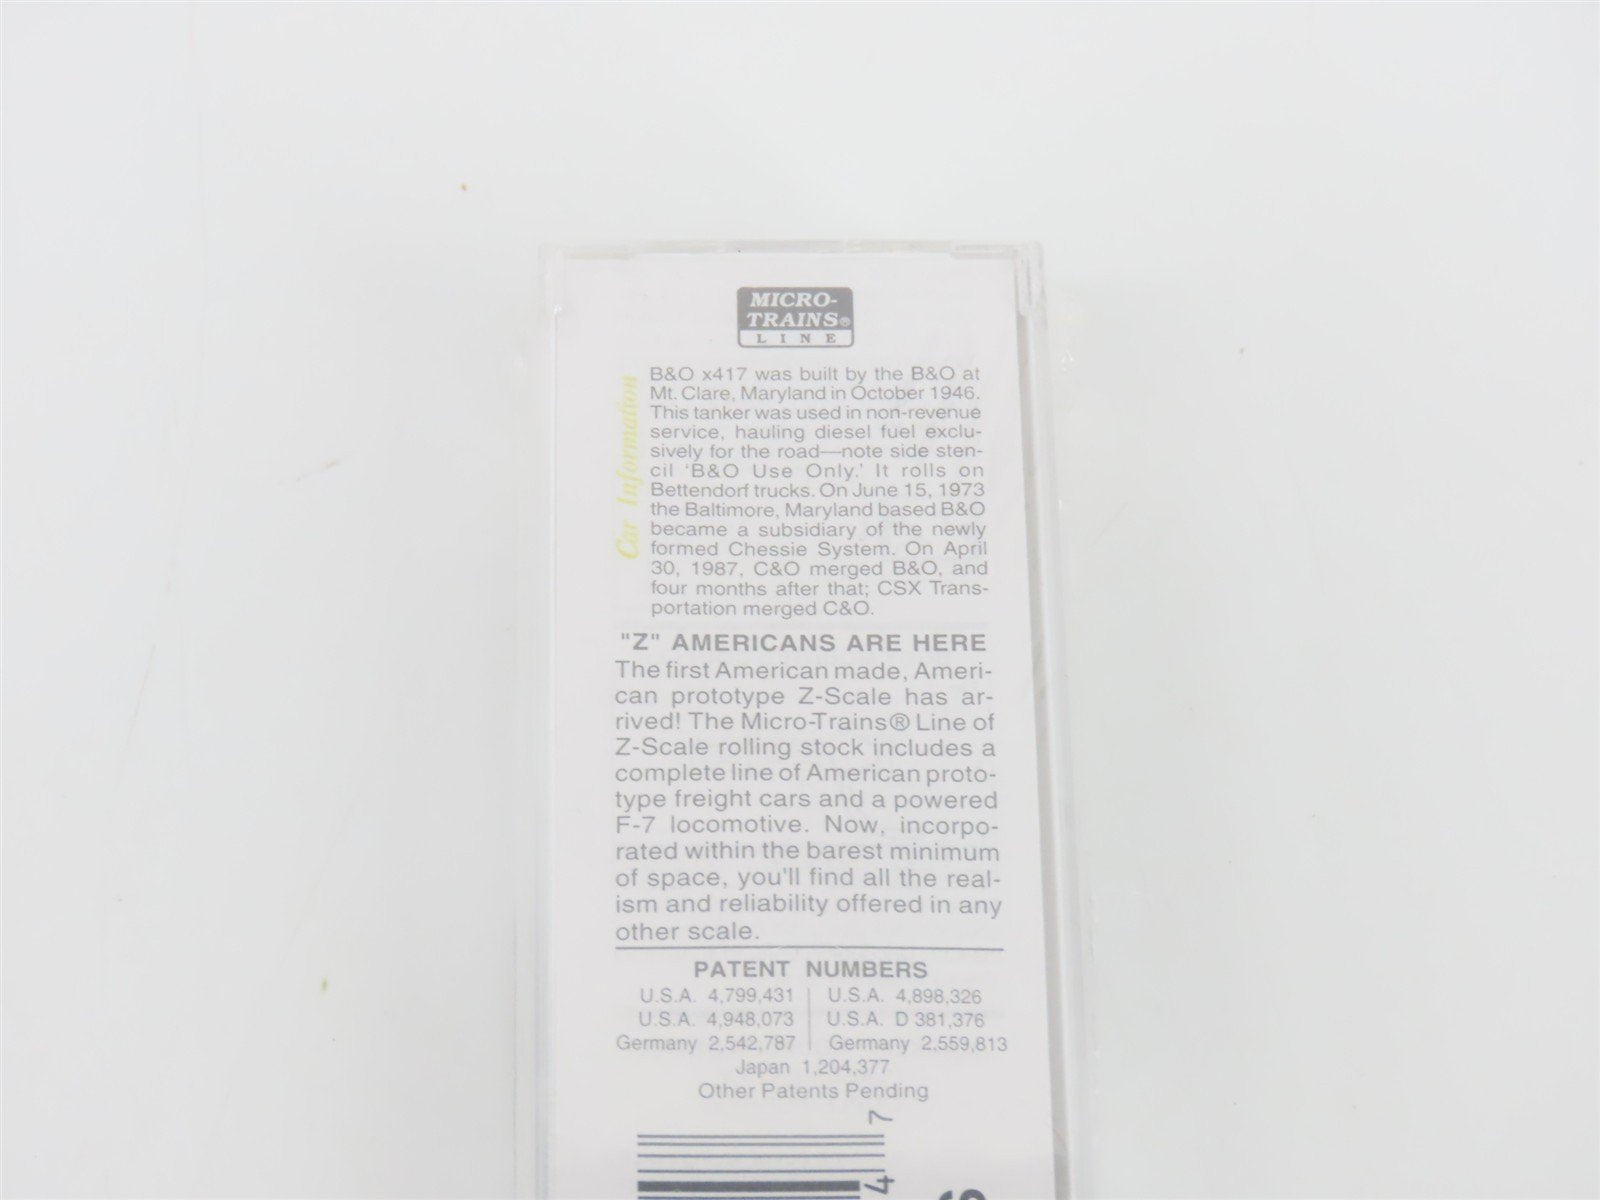 MICRO-
TRAINS®
LINE
Car Information
B&O x417 was built by the B&O at
Mt. Clare, Maryland in October 1946.
This tanker was used in non-revenue
service, hauling diesel fuel exclu-
sively for the road—note side sten-
cil 'B&O Use Only.' It rolls on
Bettendorf trucks. On June 15, 1973
the Baltimore, Maryland based B&O
became a subsidiary of the newly
formed Chessie System. On April
30, 1987, C&O merged B&O, and
four months after that; CSX Trans-
portation merged C&O.
"Z" AMERICANS ARE HERE
The first American made, Ameri-
can prototype Z-Scale has ar-
rived! The Micro-Trains® Line of
Z-Scale rolling stock includes a
complete line of American proto-
type freight cars and a powered
F-7 locomotive. Now, incorpo-
rated within the barest minimum
of space, you'll find all the real-
ism and reliability offered in any
other scale.
PATENT NUMBERS
U.S.A. 4,799,431 U.S.A. 4,898,326
U.S.A. 4,948,073 U.S.A. D 381,376
Germany 2,542,787 Germany 2,559,813
Japan 1,204,377
Other Patents Pending
7
4